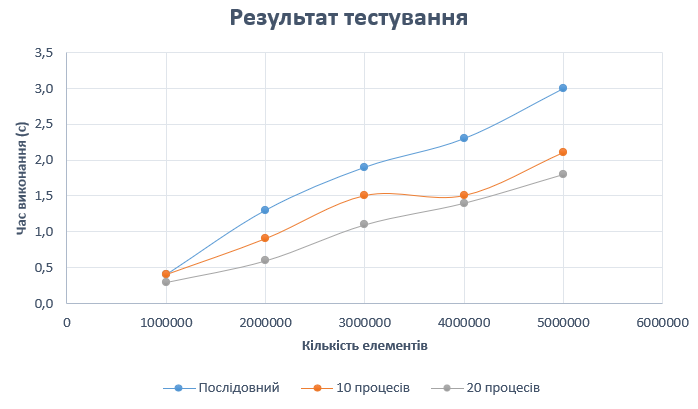 Результат тестування
3,5
3,0
2,5
2,0
1,5
1,0
0,5
0,0
Час виконання (с)
0 1000000 2000000 3000000 4000000 5000000 6000000
Кількість елементів
Послідовний 10 процесів 20 процесів